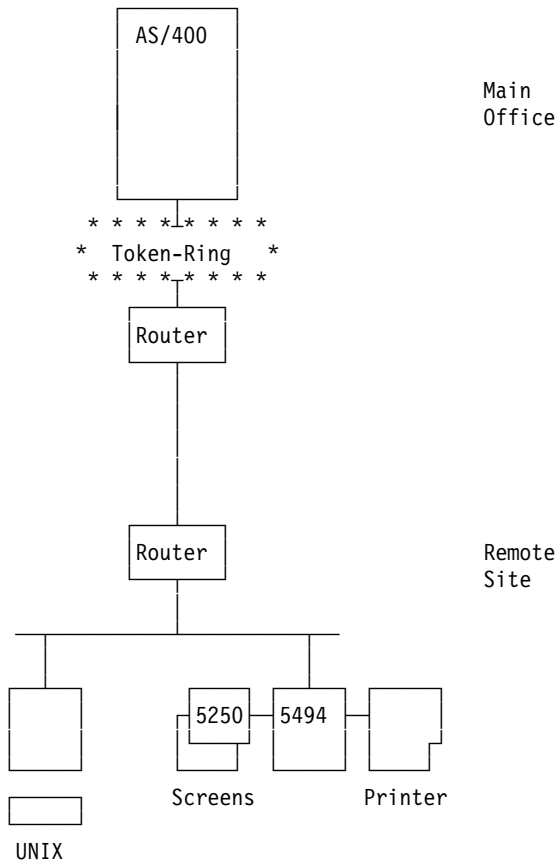 AS/400
Main
Office
Token-Ring
Router
Router
Remote
Site
5250
5494
Screens
Printer
UNIX